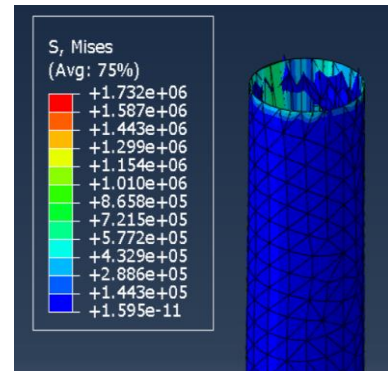 S, Mises
(Avg: 75%)
+1.732e+06
+1.587e+06
+1.443e+06
+1.299e+06
+1.154e+06
+1.010e+06
+8.658e+05
+7.215e+05
+5.772e+05
+4.329e+05
+2.886e+05
+1.443e+05
+1.595e-11